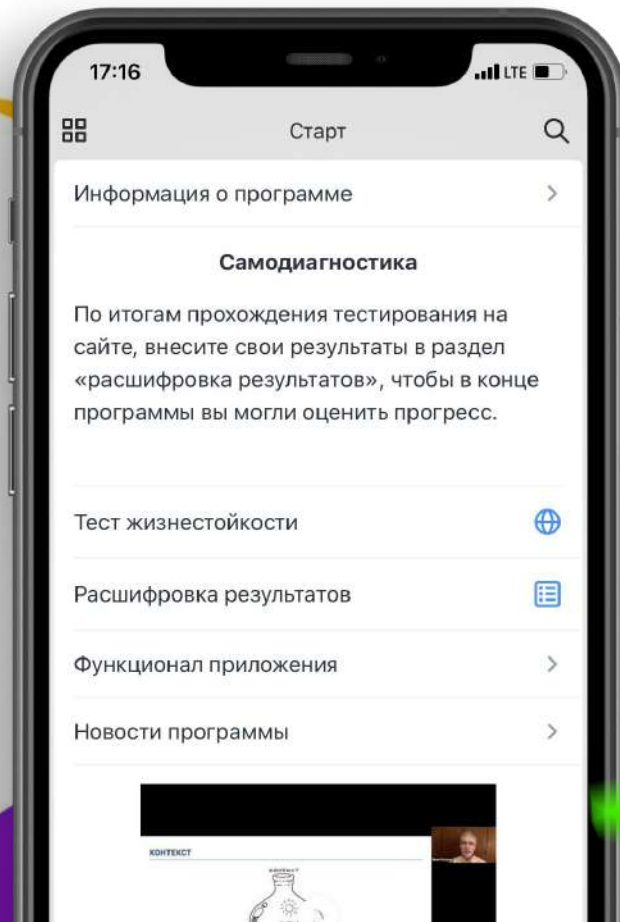 17:16
LTE
Старт
Информация о программе
Самодиагностика
По итогам прохождения тестирования на
сайте, внесите свои результаты в раздел
«расшифровка результатов», чтобы в конце
программы вы могли оценить прогресс.
Тест жизнестойкости
Расшифровка результатов
Функционал приложения
Новости программы
КОНТЕКСТ